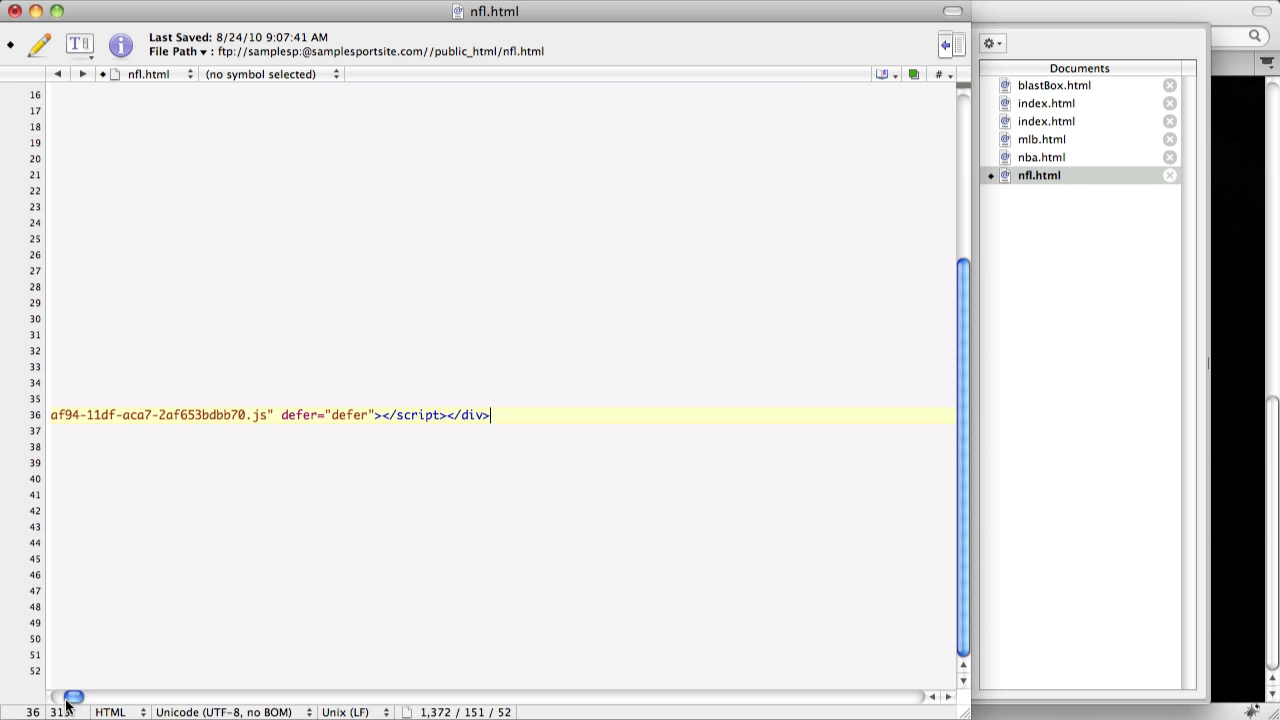 nfl.html
Last Saved: 8/24/10 9:07:41 AM
File Path ▾ : ftp://samplesp:@samplesportsite.com//public_html/nfl.html
nfl.html (no symbol selected) #
16
17
18
19
20
21
22
23
24
25
26
27
28
29
30
31
32
33
34
35
36 af94-11df-aca7-2af653bdbb70.js" defer="defer"></script></div>
37
38
39
40
41
42
43
44
45
46
47
48
49
50
51
52
36 HTML Unicode (UTF-8, no BOM) Unix (LF) 1,372 / 151 / 52
Documents
blastBox.html
index.html
index.html
mlb.html
nba.html
nfl.html